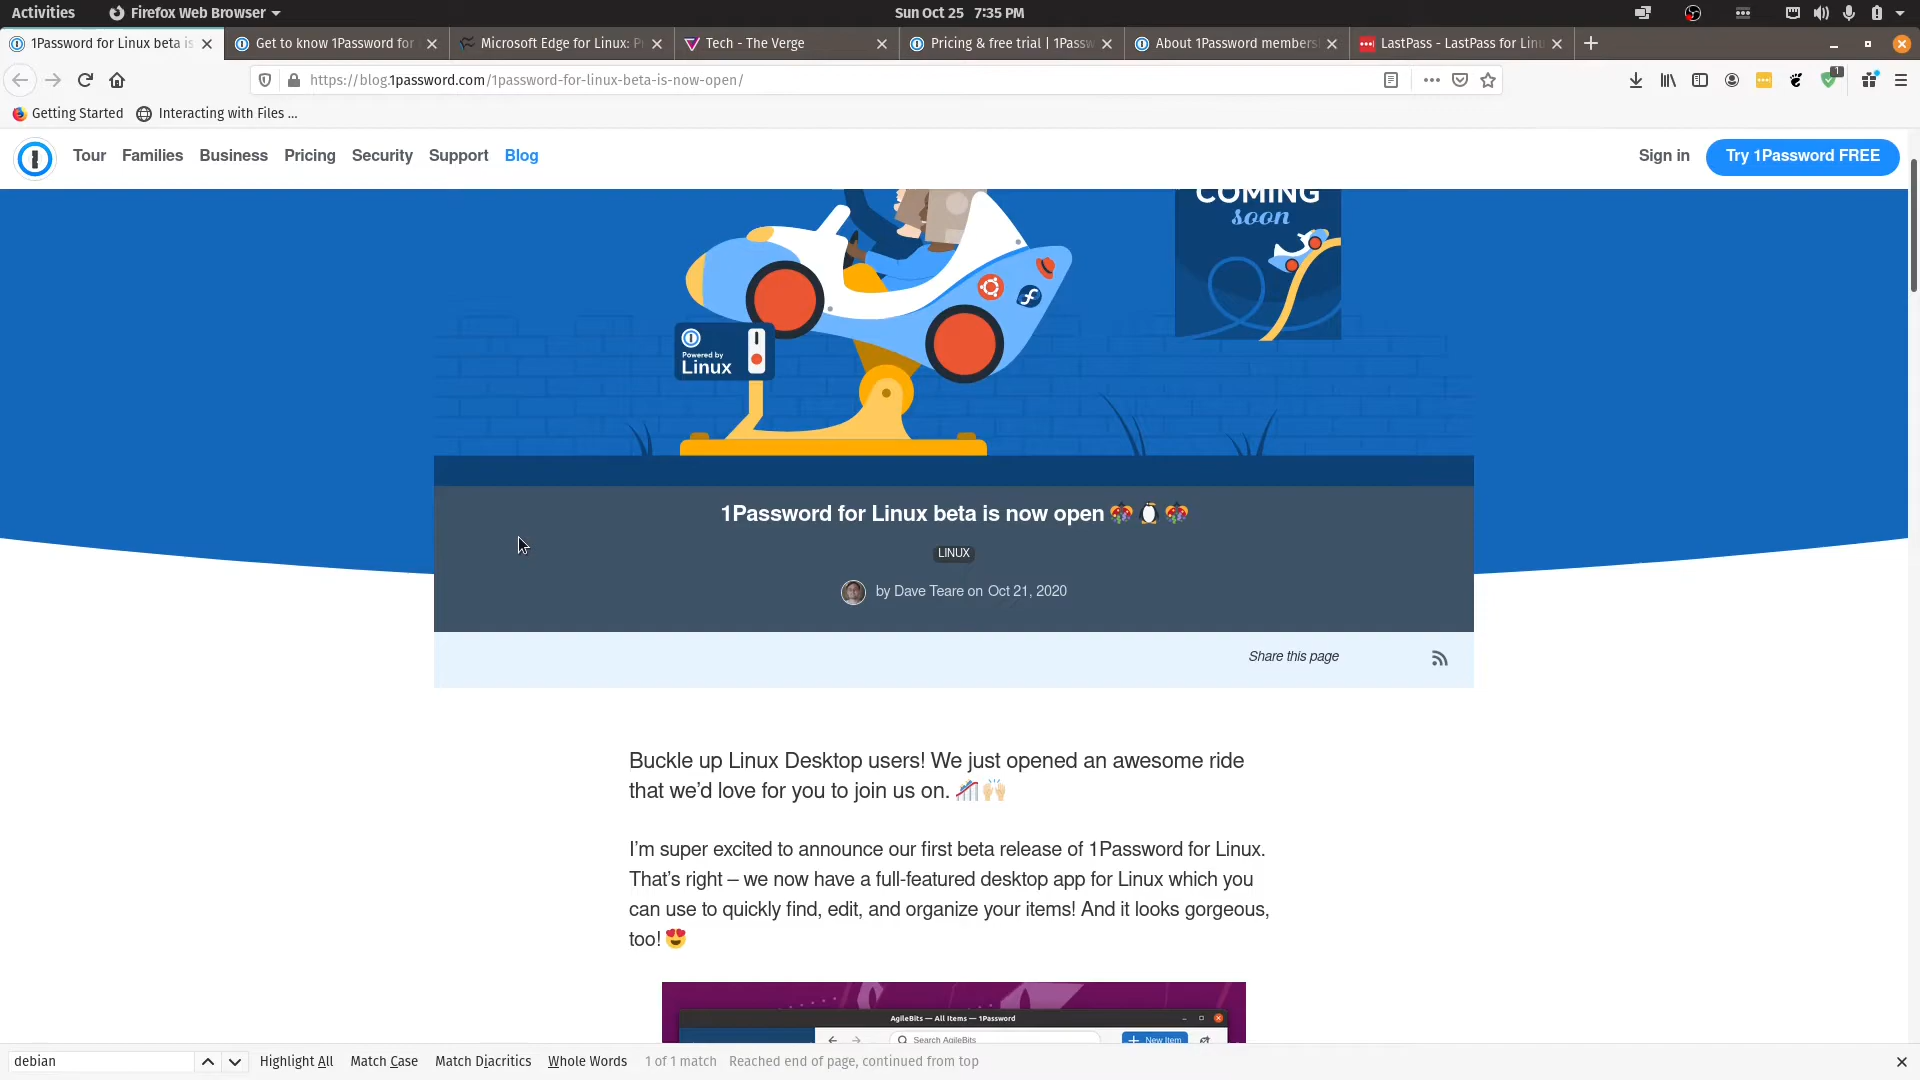 Activities
Firefox Web Browser
Sun Oct 25 7:35 PM
1Password for Linux beta is
Get to know 1Password for
Microsoft Edge for Linux: P
Tech - The Verge
Pricing & free trial | 1Passw
About 1Password members
LastPass - LastPass for Linu
https://blog.1password.com/1password-for-linux-beta-is-now-open/
1
Getting Started
Interacting with Files ...
Tour
Families
Business
Pricing
Security
Support
Blog
Sign in
Try 1Password FREE
COMING
soon
Powered by
Linux
1Password for Linux beta is now open 🪅🐧🪅
LINUX
by Dave Teare on Oct 21, 2020
Share this page
Buckle up Linux Desktop users! We just opened an awesome ride
that we’d love for you to join us on. 🎢🙌🏻
I’m super excited to announce our first beta release of 1Password for Linux.
That’s right – we now have a full-featured desktop app for Linux which you
can use to quickly find, edit, and organize your items! And it looks gorgeous,
too! 😍
AgileBits — All Items — 1Password
Search AgileBits
New Item
debian
Highlight All
Match Case
Match Diacritics
Whole Words
1 of 1 match
Reached end of page, continued from top